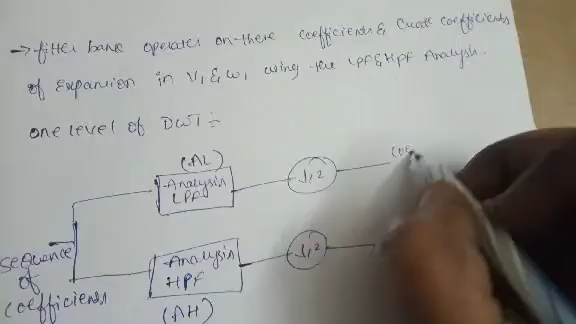 → filter bank operates on these coefficients & Create coefficients
of expansion in V1 & W1 using the LPF & HPF Analysis.
one level of DWT :-
(AL)
Analysis
LPF
↓2
Coe
sequence
of
coefficients
Analysis
HPF
↓2
(AH)